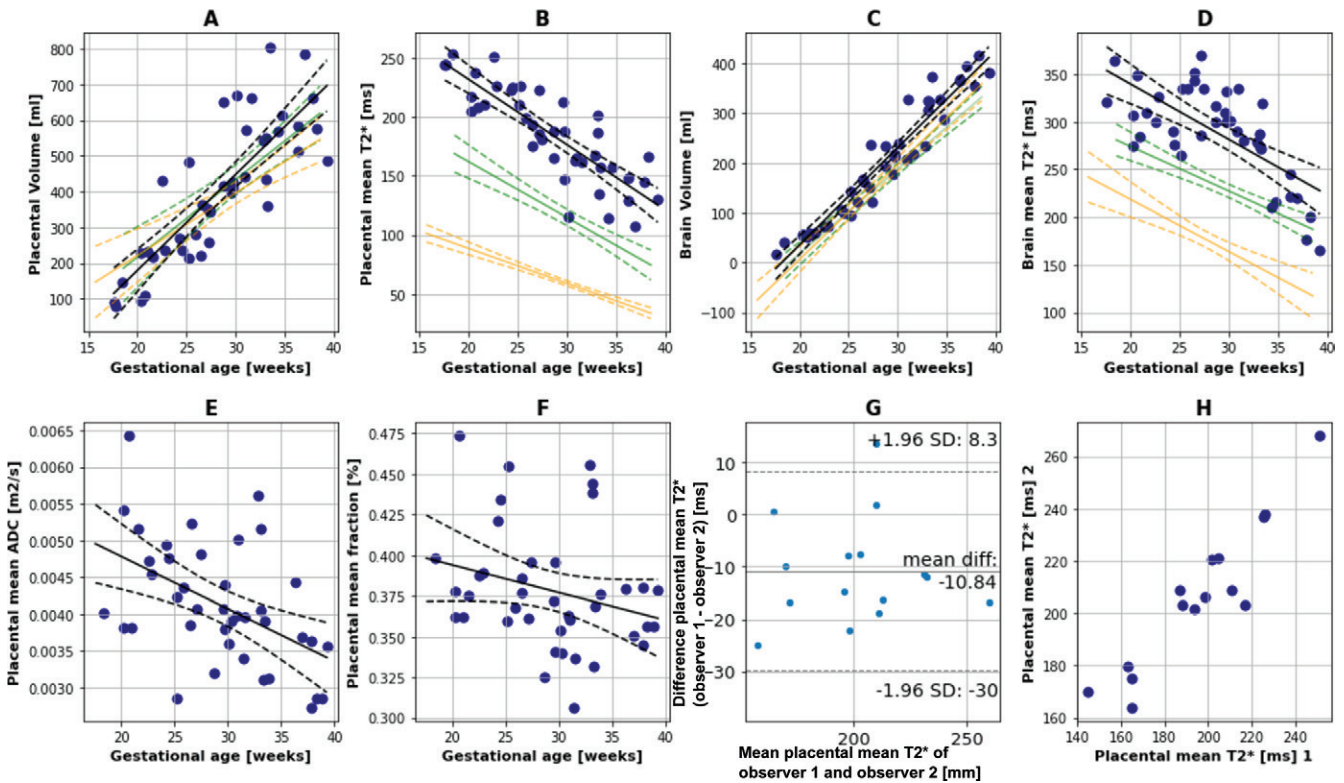 A
B
C
D
800
700
600
500
400
300
200
100
15 20 25 30 35 40
Placental Volume [ml]
Gestational age [weeks]
250
200
150
100
50
15 20 25 30 35 40
Placental mean T2* [ms]
Gestational age [weeks]
400
300
200
100
0
−100
15 20 25 30 35 40
Brain Volume [ml]
Gestational age [weeks]
350
300
250
200
150
100
15 20 25 30 35 40
Brain mean T2* [ms]
Gestational age [weeks]
E
F
G
H
0.0065
0.0060
0.0055
0.0050
0.0045
0.0040
0.0035
0.0030
20 25 30 35 40
Placental mean ADC [m2/s]
Gestational age [weeks]
0.475
0.450
0.425
0.400
0.375
0.350
0.325
0.300
20 25 30 35 40
Placental mean fraction [%]
Gestational age [weeks]
+1.96 SD: 8.3
10
0
mean diff:
−10
-10.84
−20
−30
-1.96 SD: -30
200 250
Difference placental mean T2*
(observer 1 - observer 2) [ms]
Mean placental mean T2* of
observer 1 and observer 2 [mm]
260
240
220
200
180
160
140 160 180 200 220 240
Placental mean T2* [ms] 2
Placental mean T2* [ms] 1